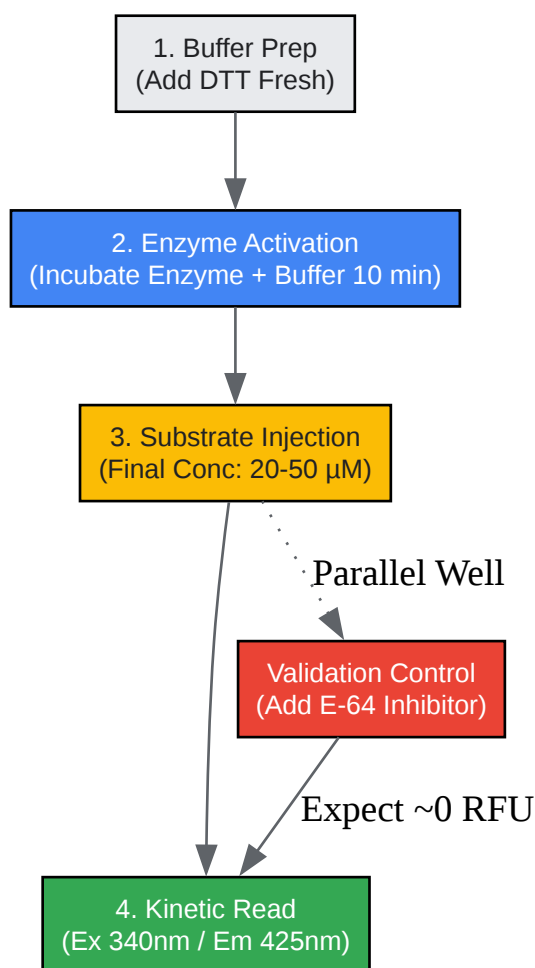 1. Buffer Prep
(Add DTT Fresh)
2. Enzyme Activation
(Incubate Enzyme + Buffer 10 min)
3. Substrate Injection
(Final Conc: 20-50 µM)
Parallel Well
Validation Control
(Add E-64 Inhibitor)
Expect ~0 RFU
4. Kinetic Read
(Ex 340nm / Em 425nm)